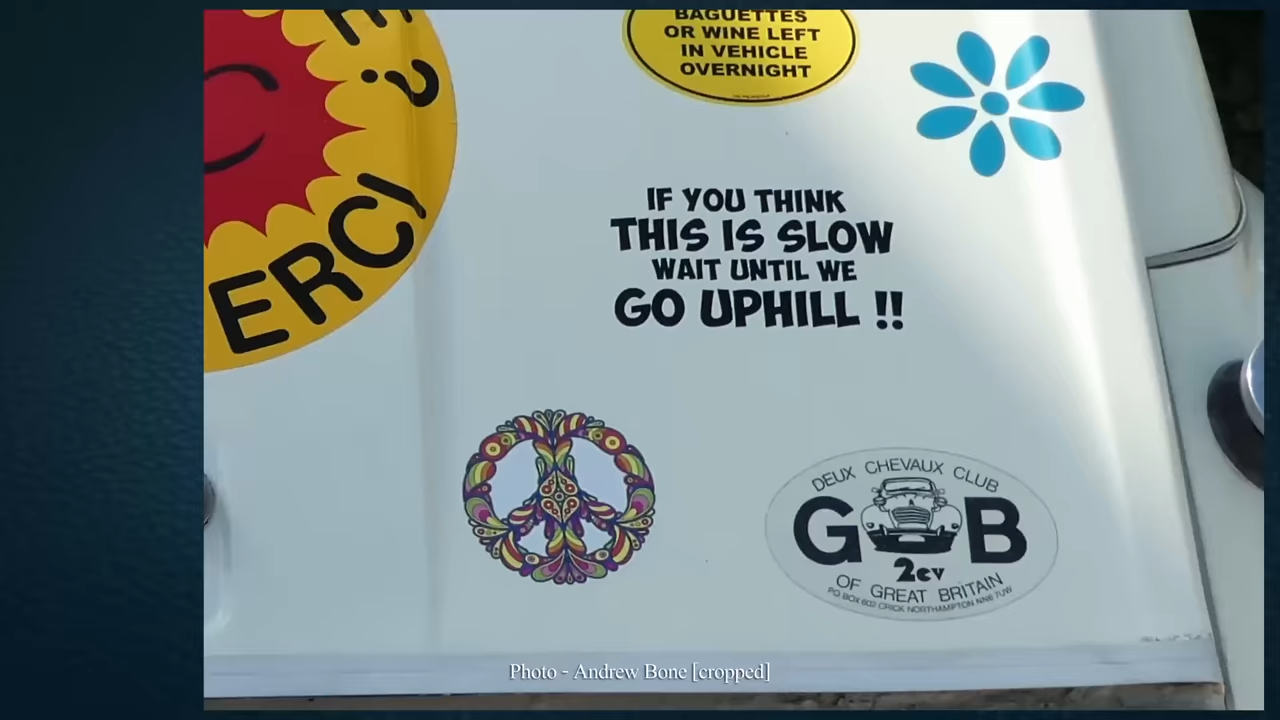 BAGUETTES
OR WINE LEFT
IN VEHICLE
OVERNIGHT
ERCI
IF YOU THINK
THIS IS SLOW
WAIT UNTIL WE
GO UPHILL !!
DEUX CHEVAUX CLUB
G B
2cv
OF GREAT BRITAIN
PO BOX 602 CRICK NORTHAMPTON NN6 7UW
Photo - Andrew Bone [cropped]